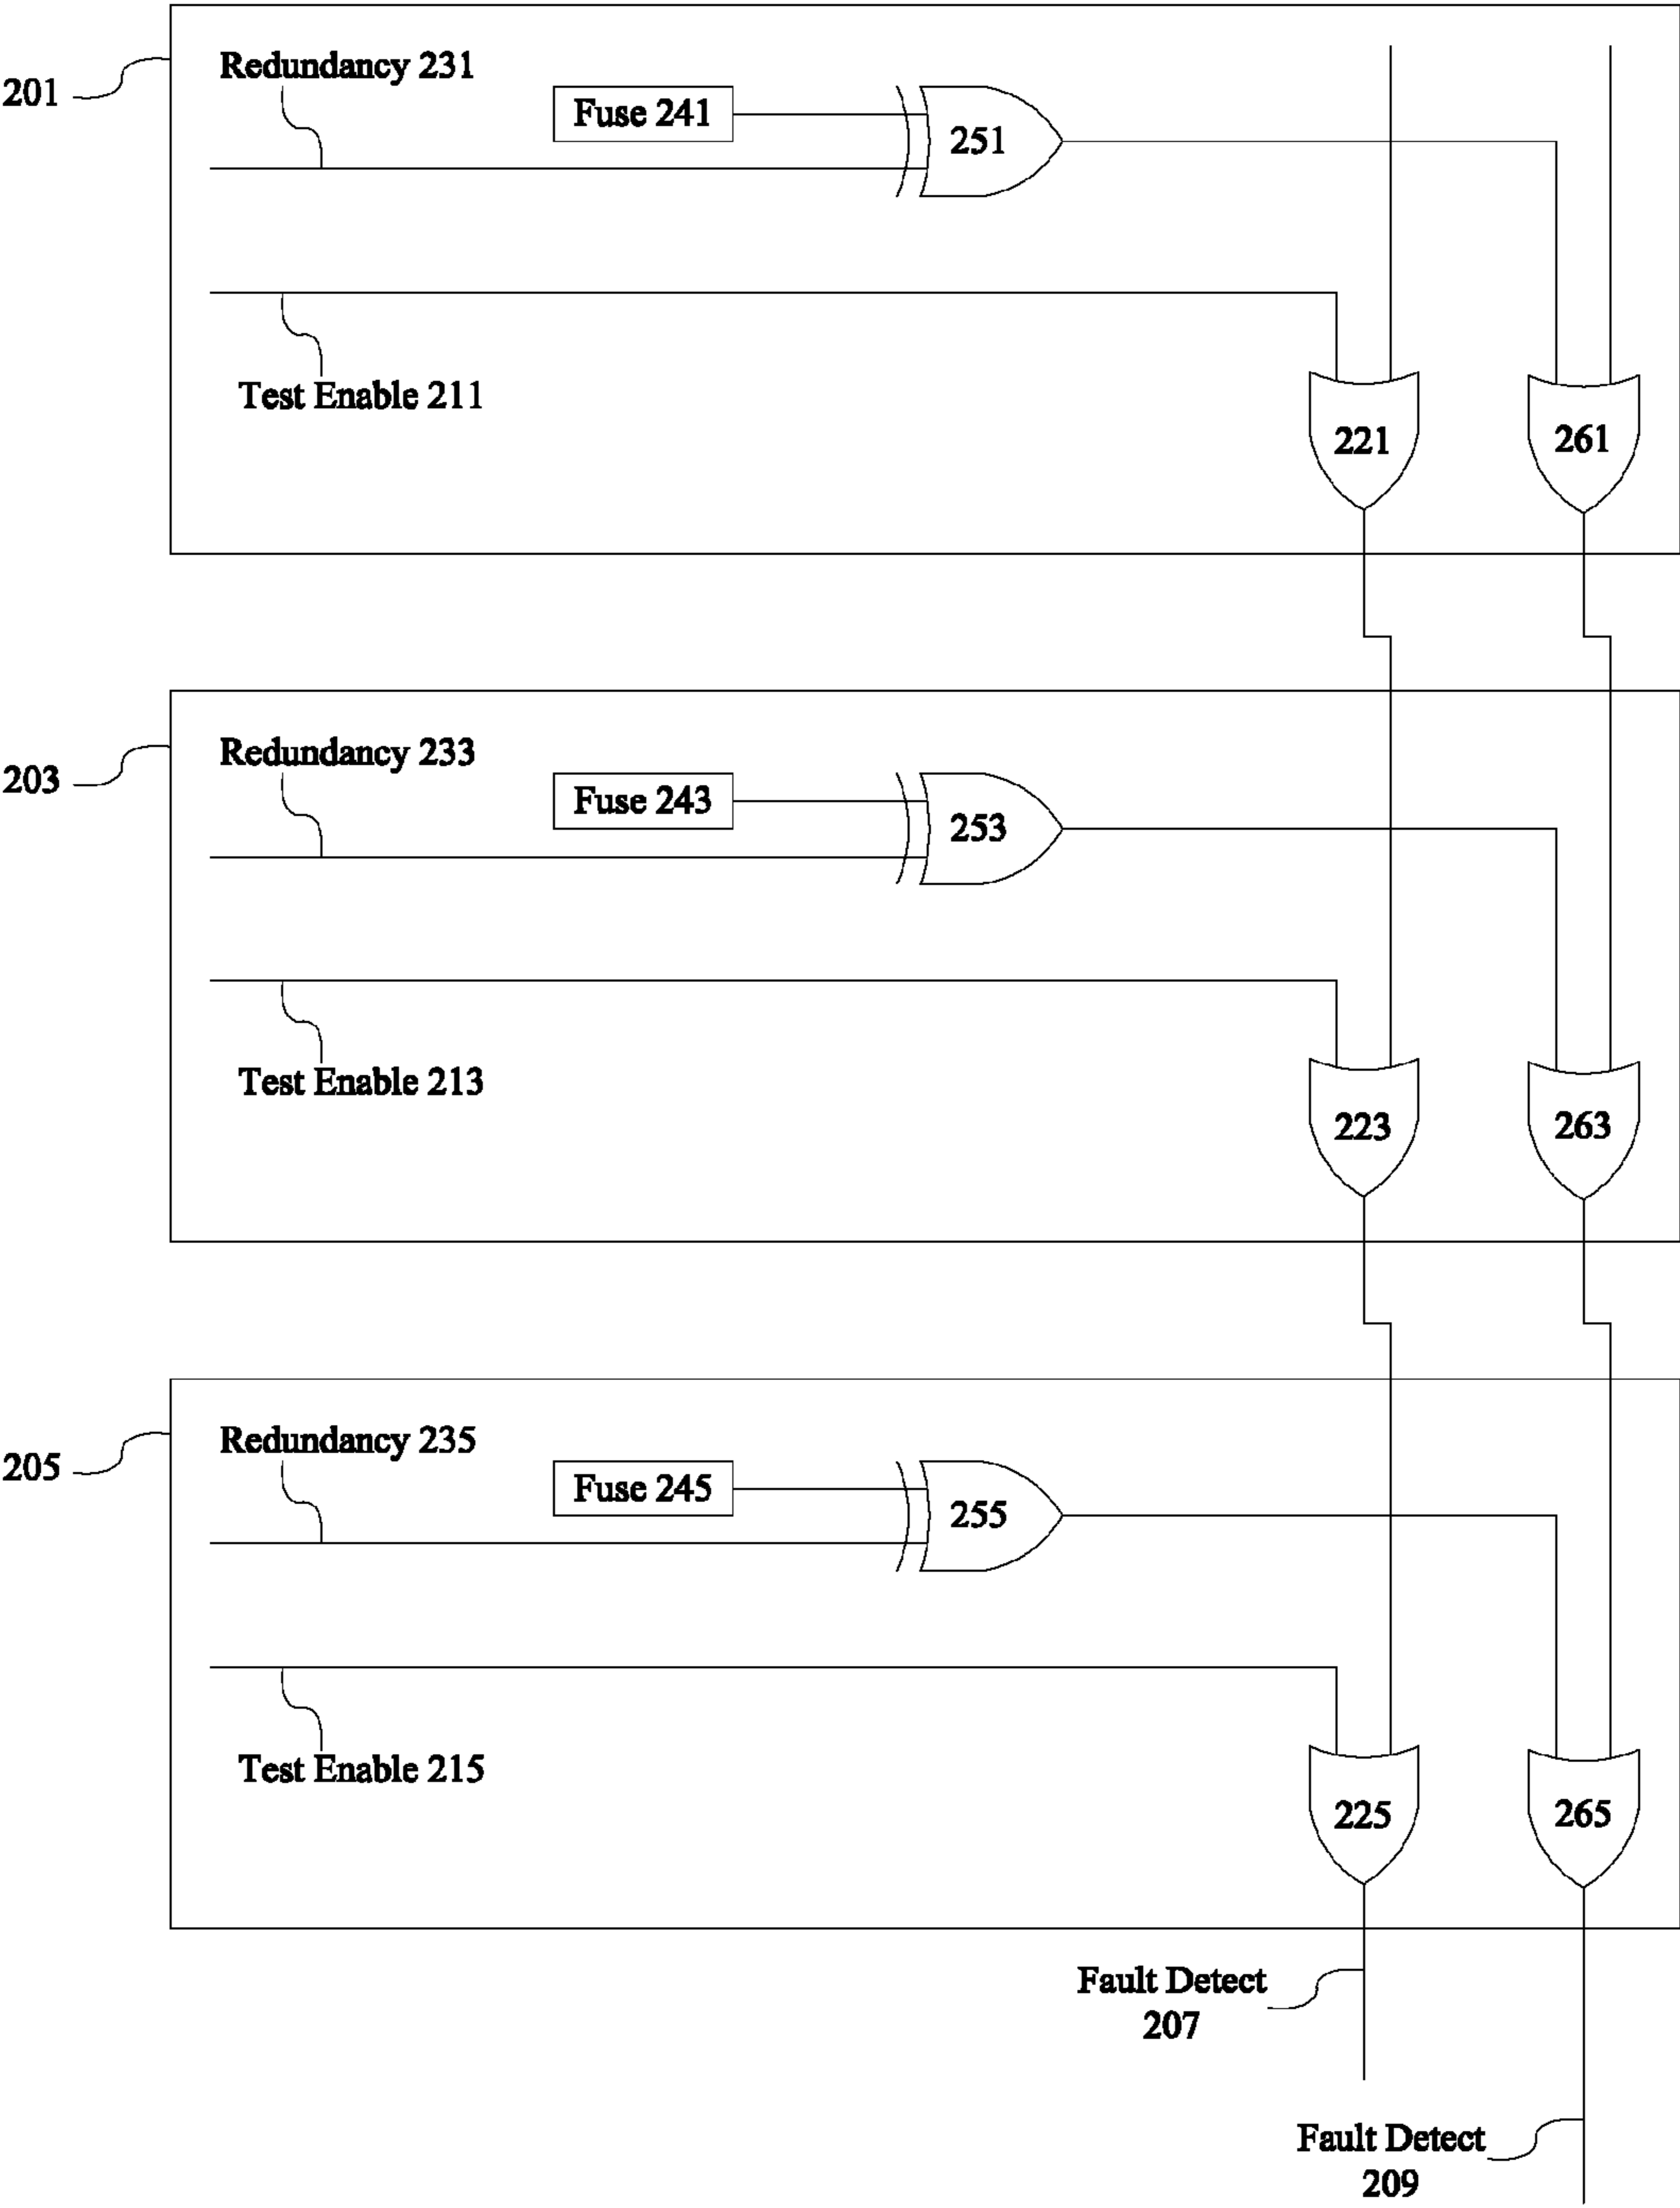 201
Redundancy 231
Fuse 241
251
Test Enable 211
221
261
203
Redundancy 233
Fuse 243
253
Test Enable 213
223
263
205
Redundancy 235
Fuse 245
255
Test Enable 215
225
265
Fault Detect
207
Fault Detect
209